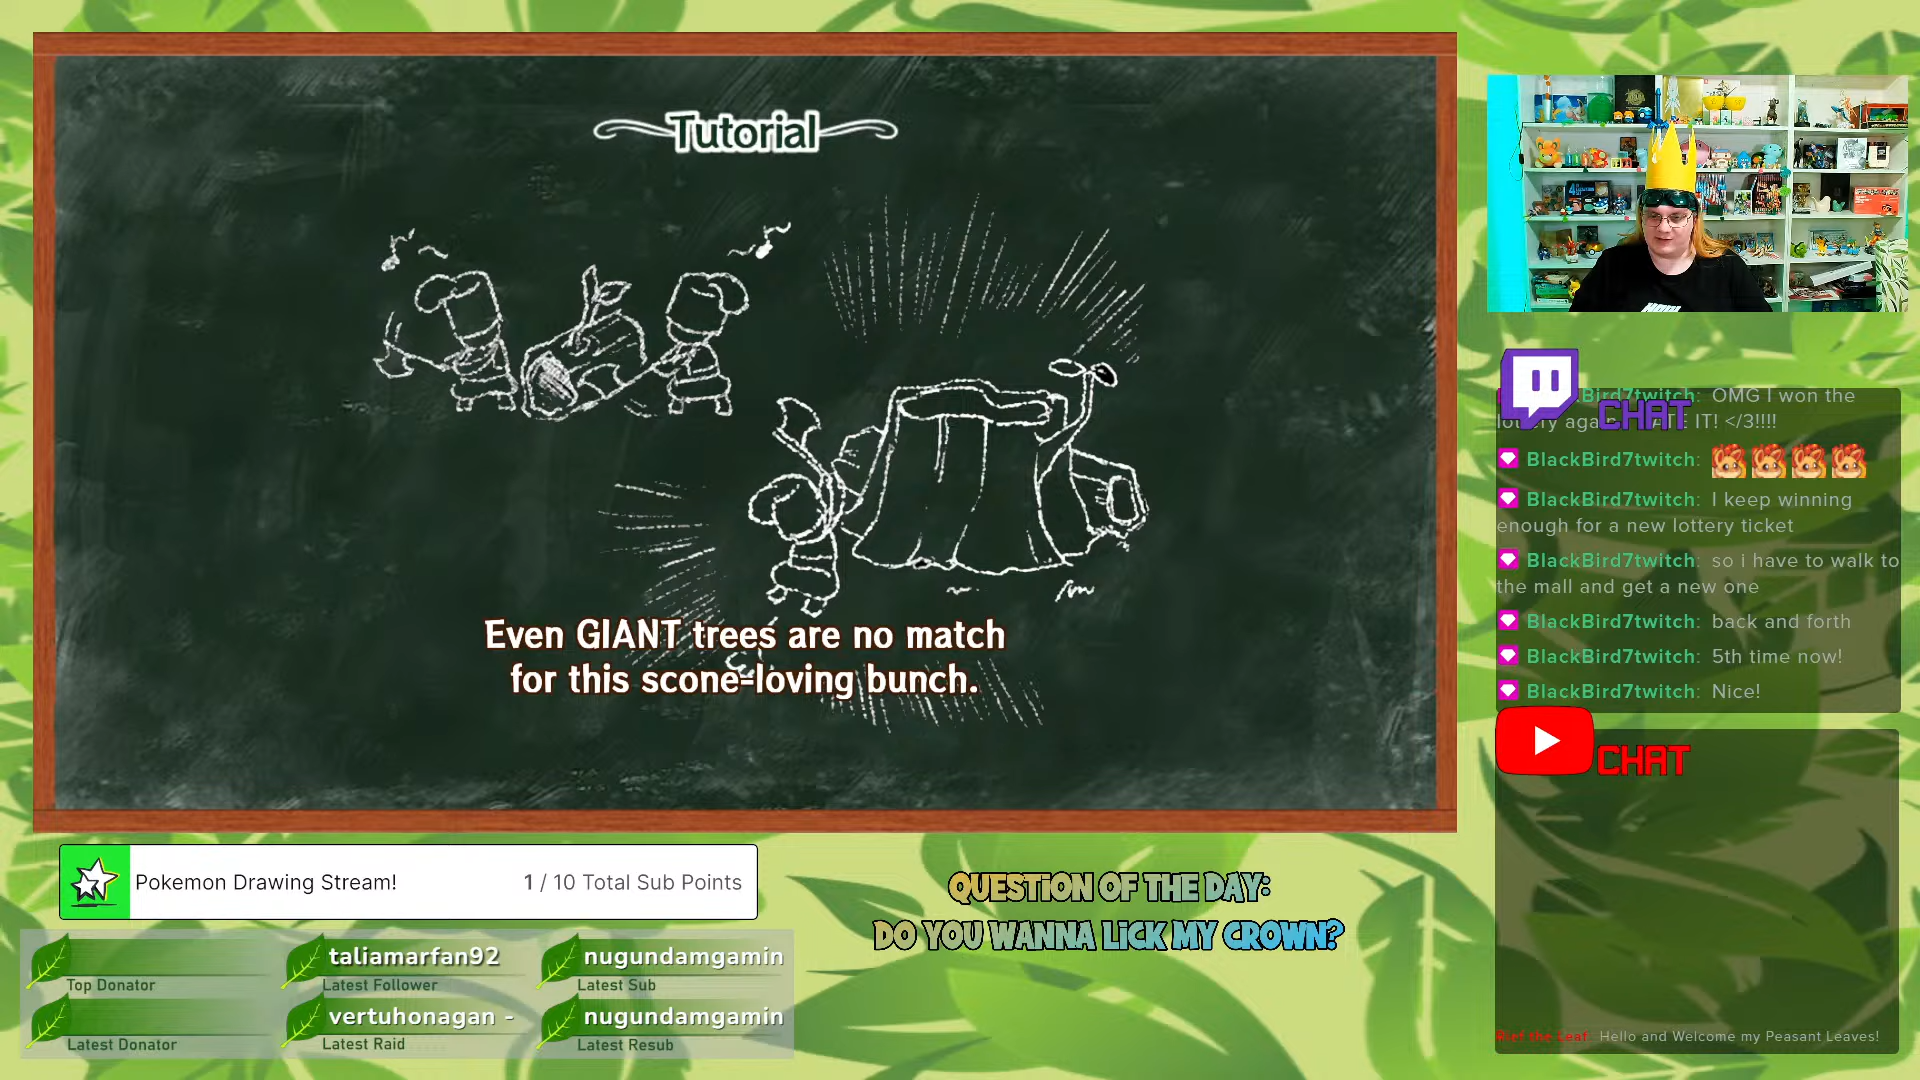 Tutorial
Even GIANT trees are no match
for this scone-loving bunch.
CHAT
Bird7twitch: OMG I won the
IT! </3!!!!
BlackBird7twitch:
BlackBird7twitch: I keep winning
enough for a new lottery ticket
BlackBird7twitch: so i have to walk to
the mall and get a new one
BlackBird7twitch: back and forth
BlackBird7twitch: 5th time now!
BlackBird7twitch: Nice!
CHAT
Hello and Welcome my Peasant Leaves!
Pokemon Drawing Stream! 1 / 10 Total Sub Points
QUESTION OF THE DAY:
DO YOU WANNA LICK MY CROWN?
Top Donator
taliamarfan92
Latest Follower
nugundamgamin
Latest Sub
Latest Donator
vertuhonagan -
Latest Raid
nugundamgamin
Latest Resub